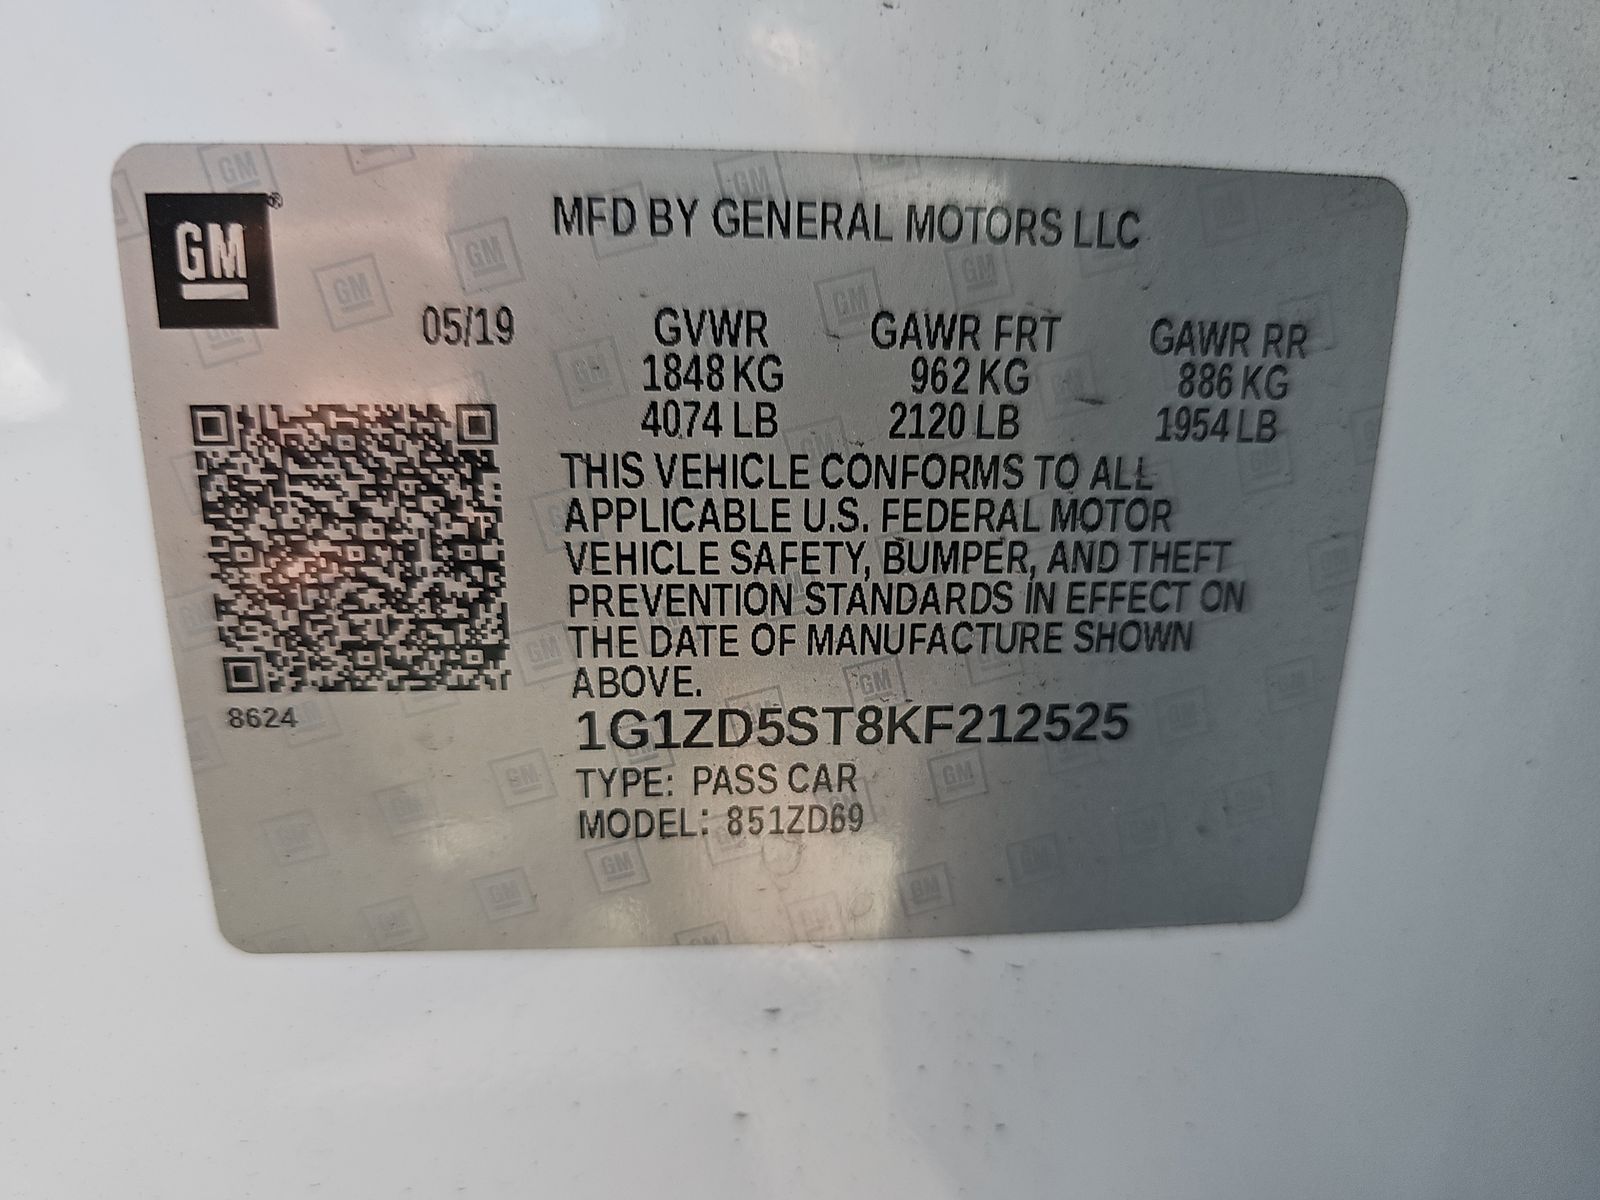 GM®
MFD BY GENERAL MOTORS LLC
05/19 GVWR GAWR FRT GAWR RR
1848 KG 962 KG 886 KG
4074 LB 2120 LB 1954 LB
THIS VEHICLE CONFORMS TO ALL
APPLICABLE U.S. FEDERAL MOTOR
VEHICLE SAFETY, BUMPER, AND THEFT
PREVENTION STANDARDS IN EFFECT ON
THE DATE OF MANUFACTURE SHOWN
ABOVE.
8624
1G1ZD5ST8KF212525
TYPE: PASS CAR
MODEL: 851ZD69